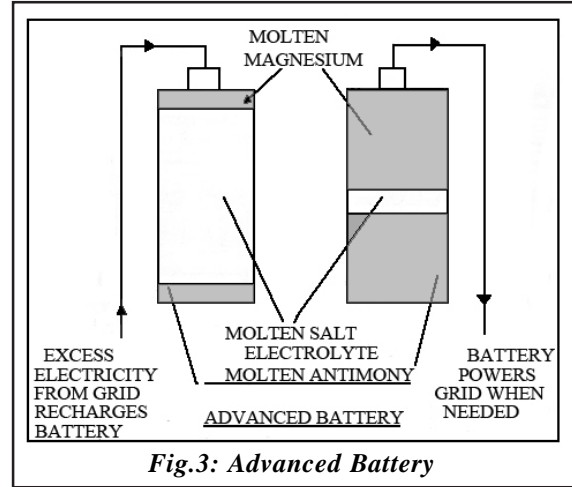 MOLTEN
MAGNESIUM
MOLTEN SALT
ELECTROLYTE
MOLTEN ANTIMONY
EXCESS
ELECTRICITY
FROM GRID
RECHARGES
BATTERY
BATTERY
POWERS
GRID WHEN
NEEDED
ADVANCED BATTERY
Fig.3: Advanced Battery